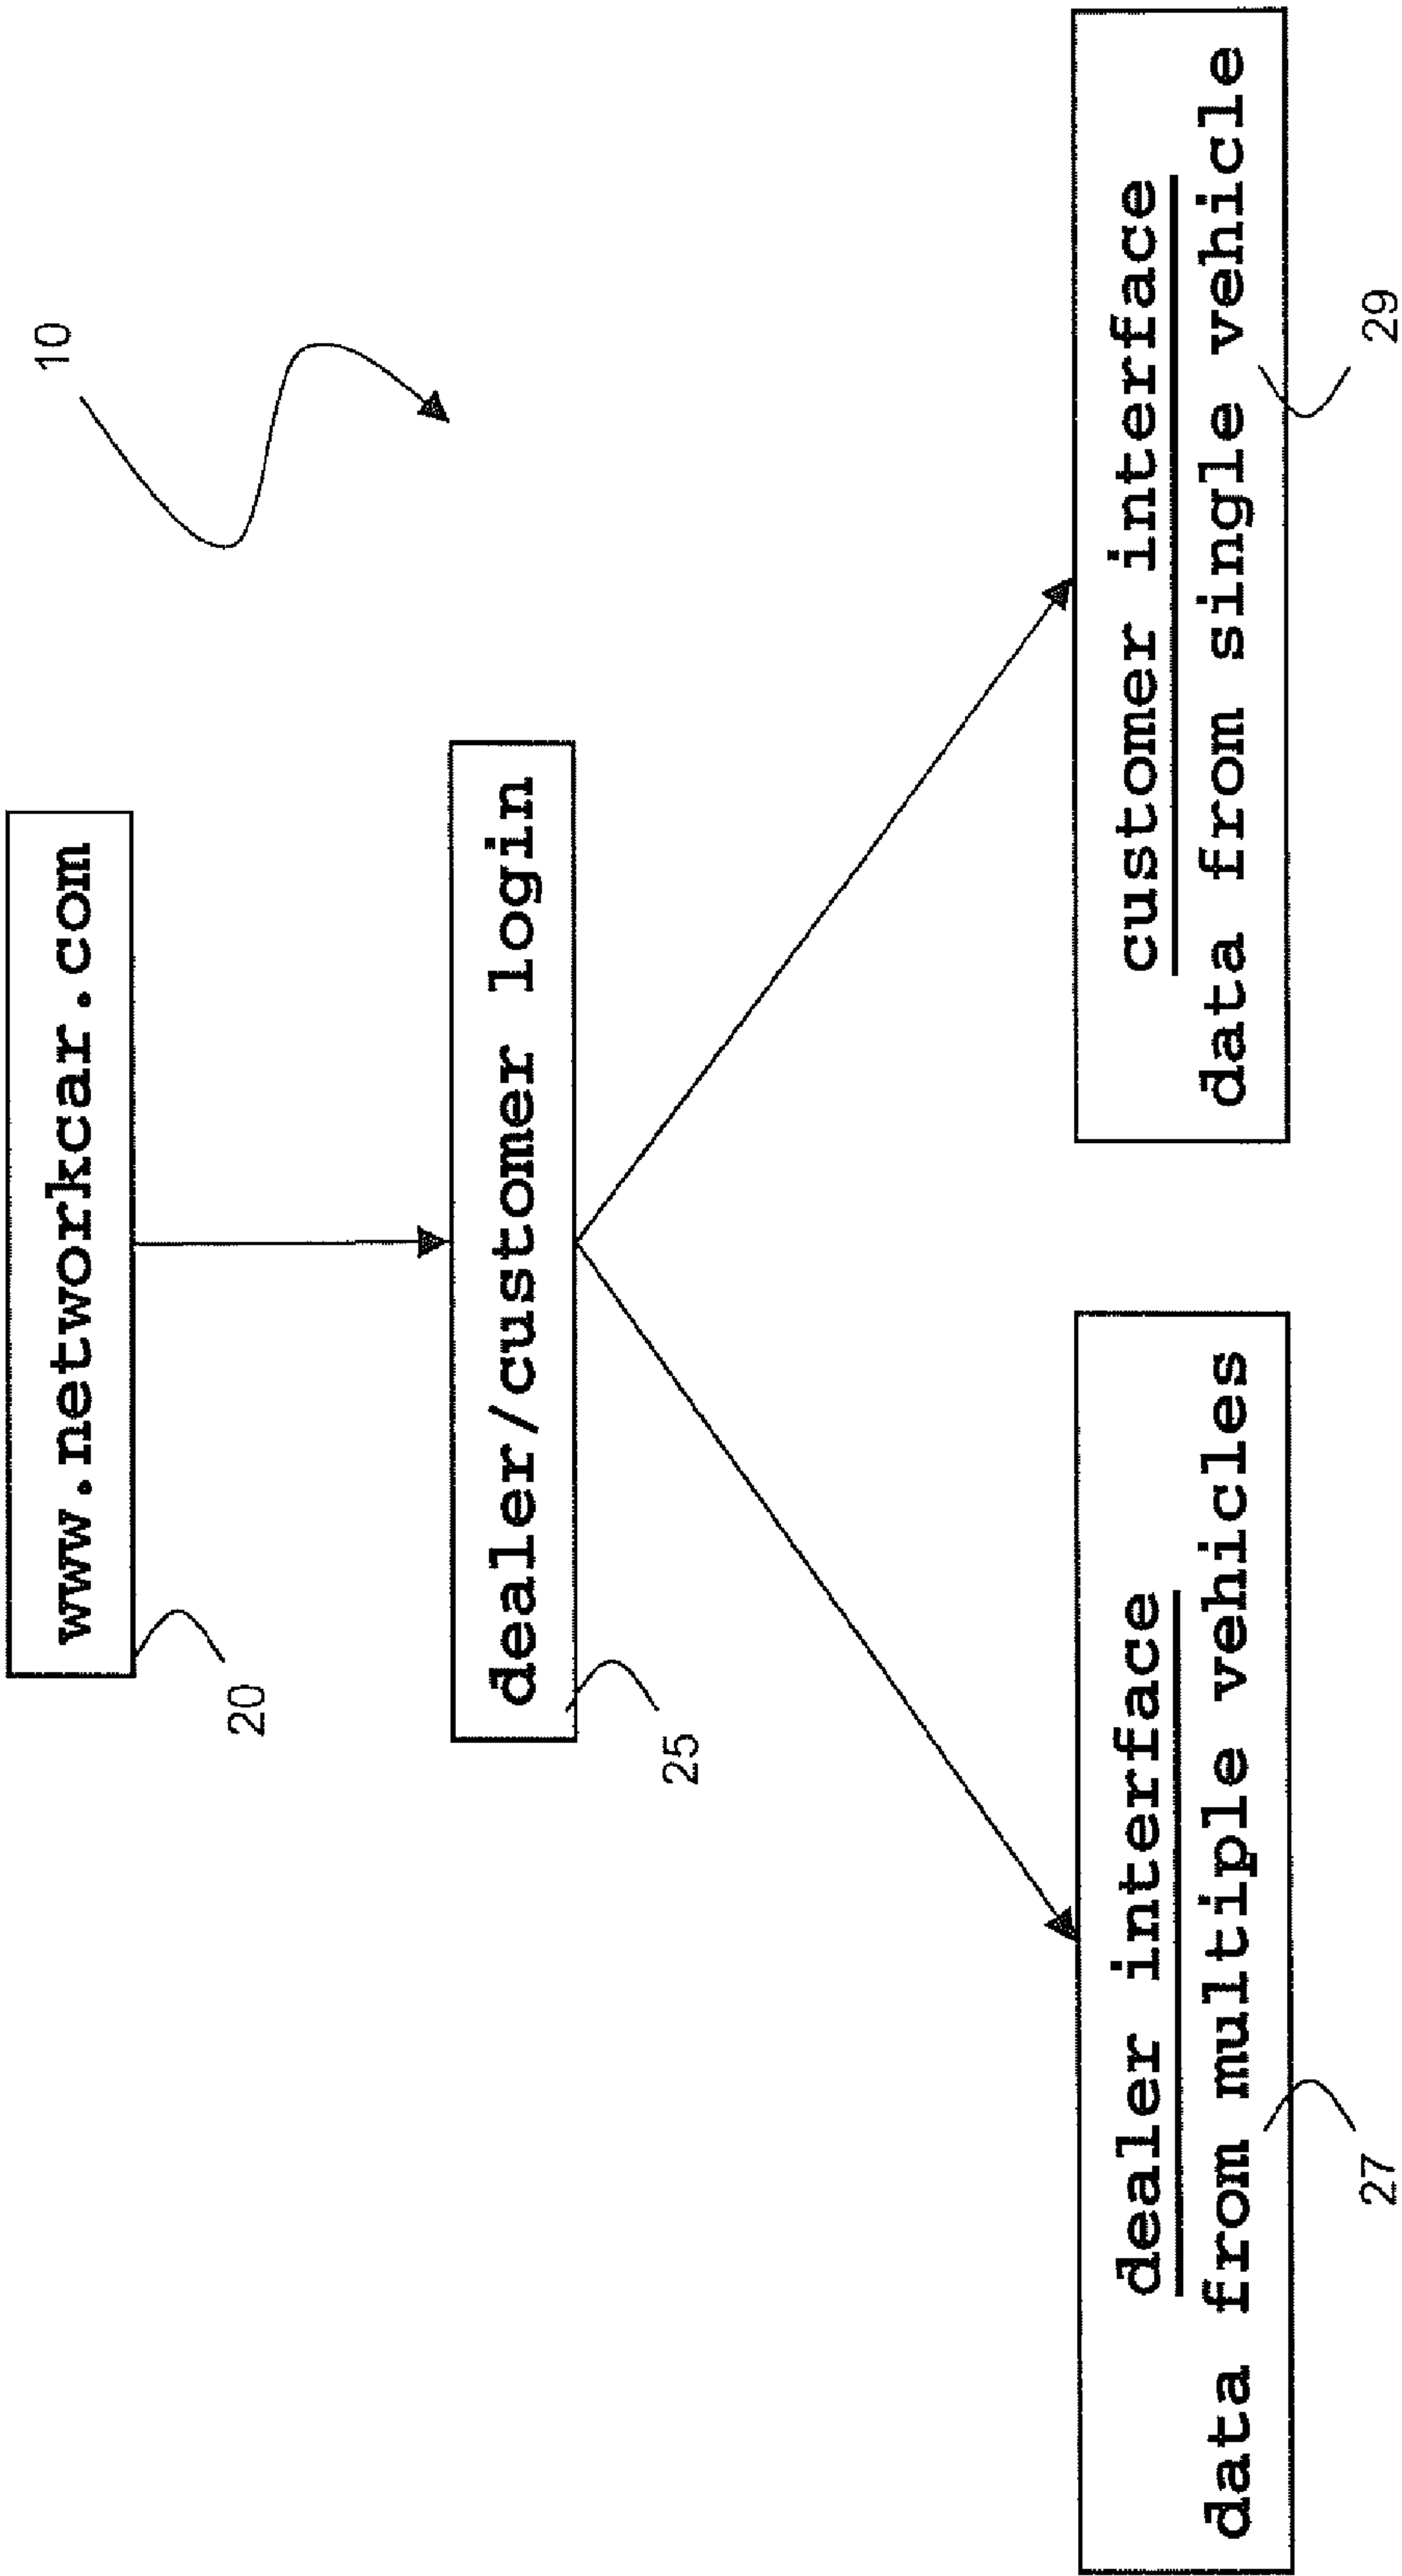 10
www.networkcar.com
20
dealer/customer login
25
dealer interface
data from multiple vehicles
27
customer interface
data from single vehicle
29